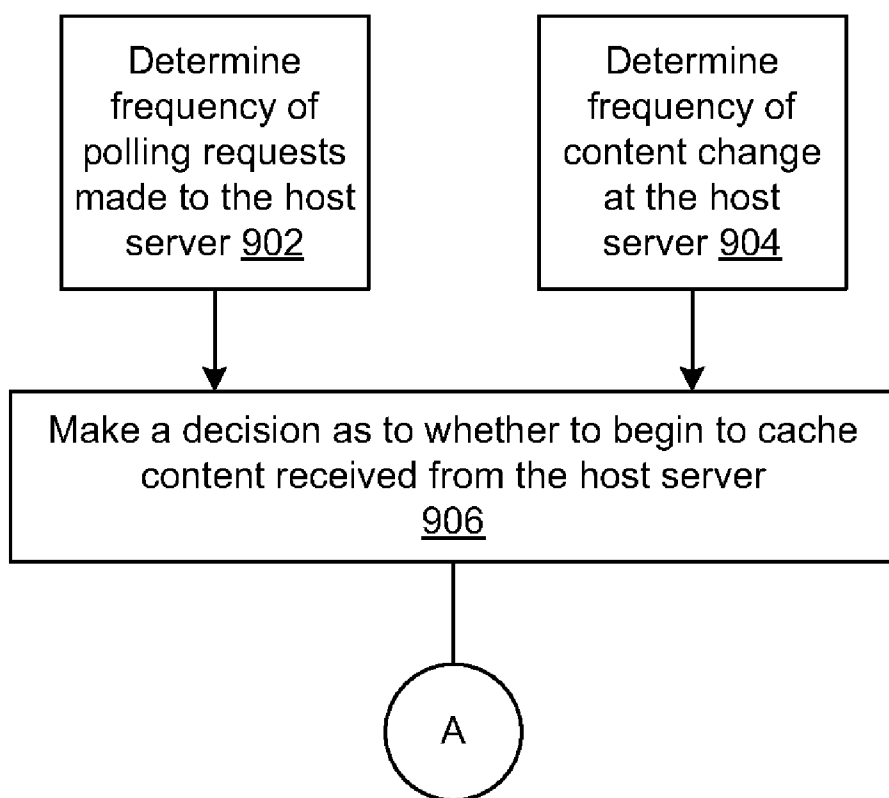 Determine
frequency of
polling requests
made to the host
server 902
Determine
frequency of
content change
at the host
server 904
Make a decision as to whether to begin to cache
content received from the host server
906
A